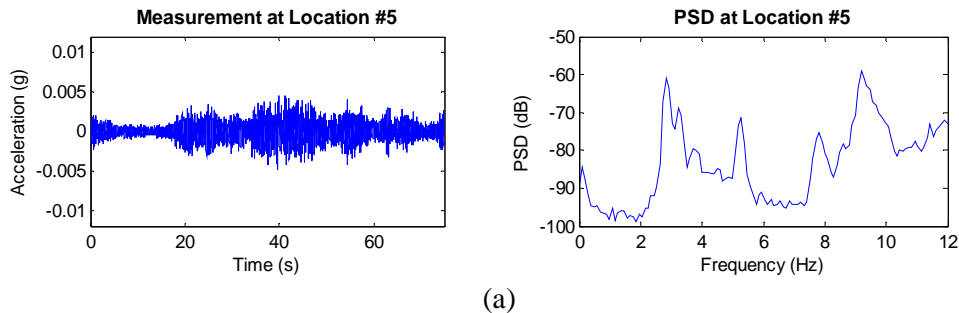 Measurement at Location #5
Acceleration (g)
0.01
0.005
0
-0.005
-0.01
0 20 40 60
Time (s)
PSD at Location #5
PSD (dB)
-50
-60
-70
-80
-90
-100
0 2 4 6 8 10 12
Frequency (Hz)
(a)